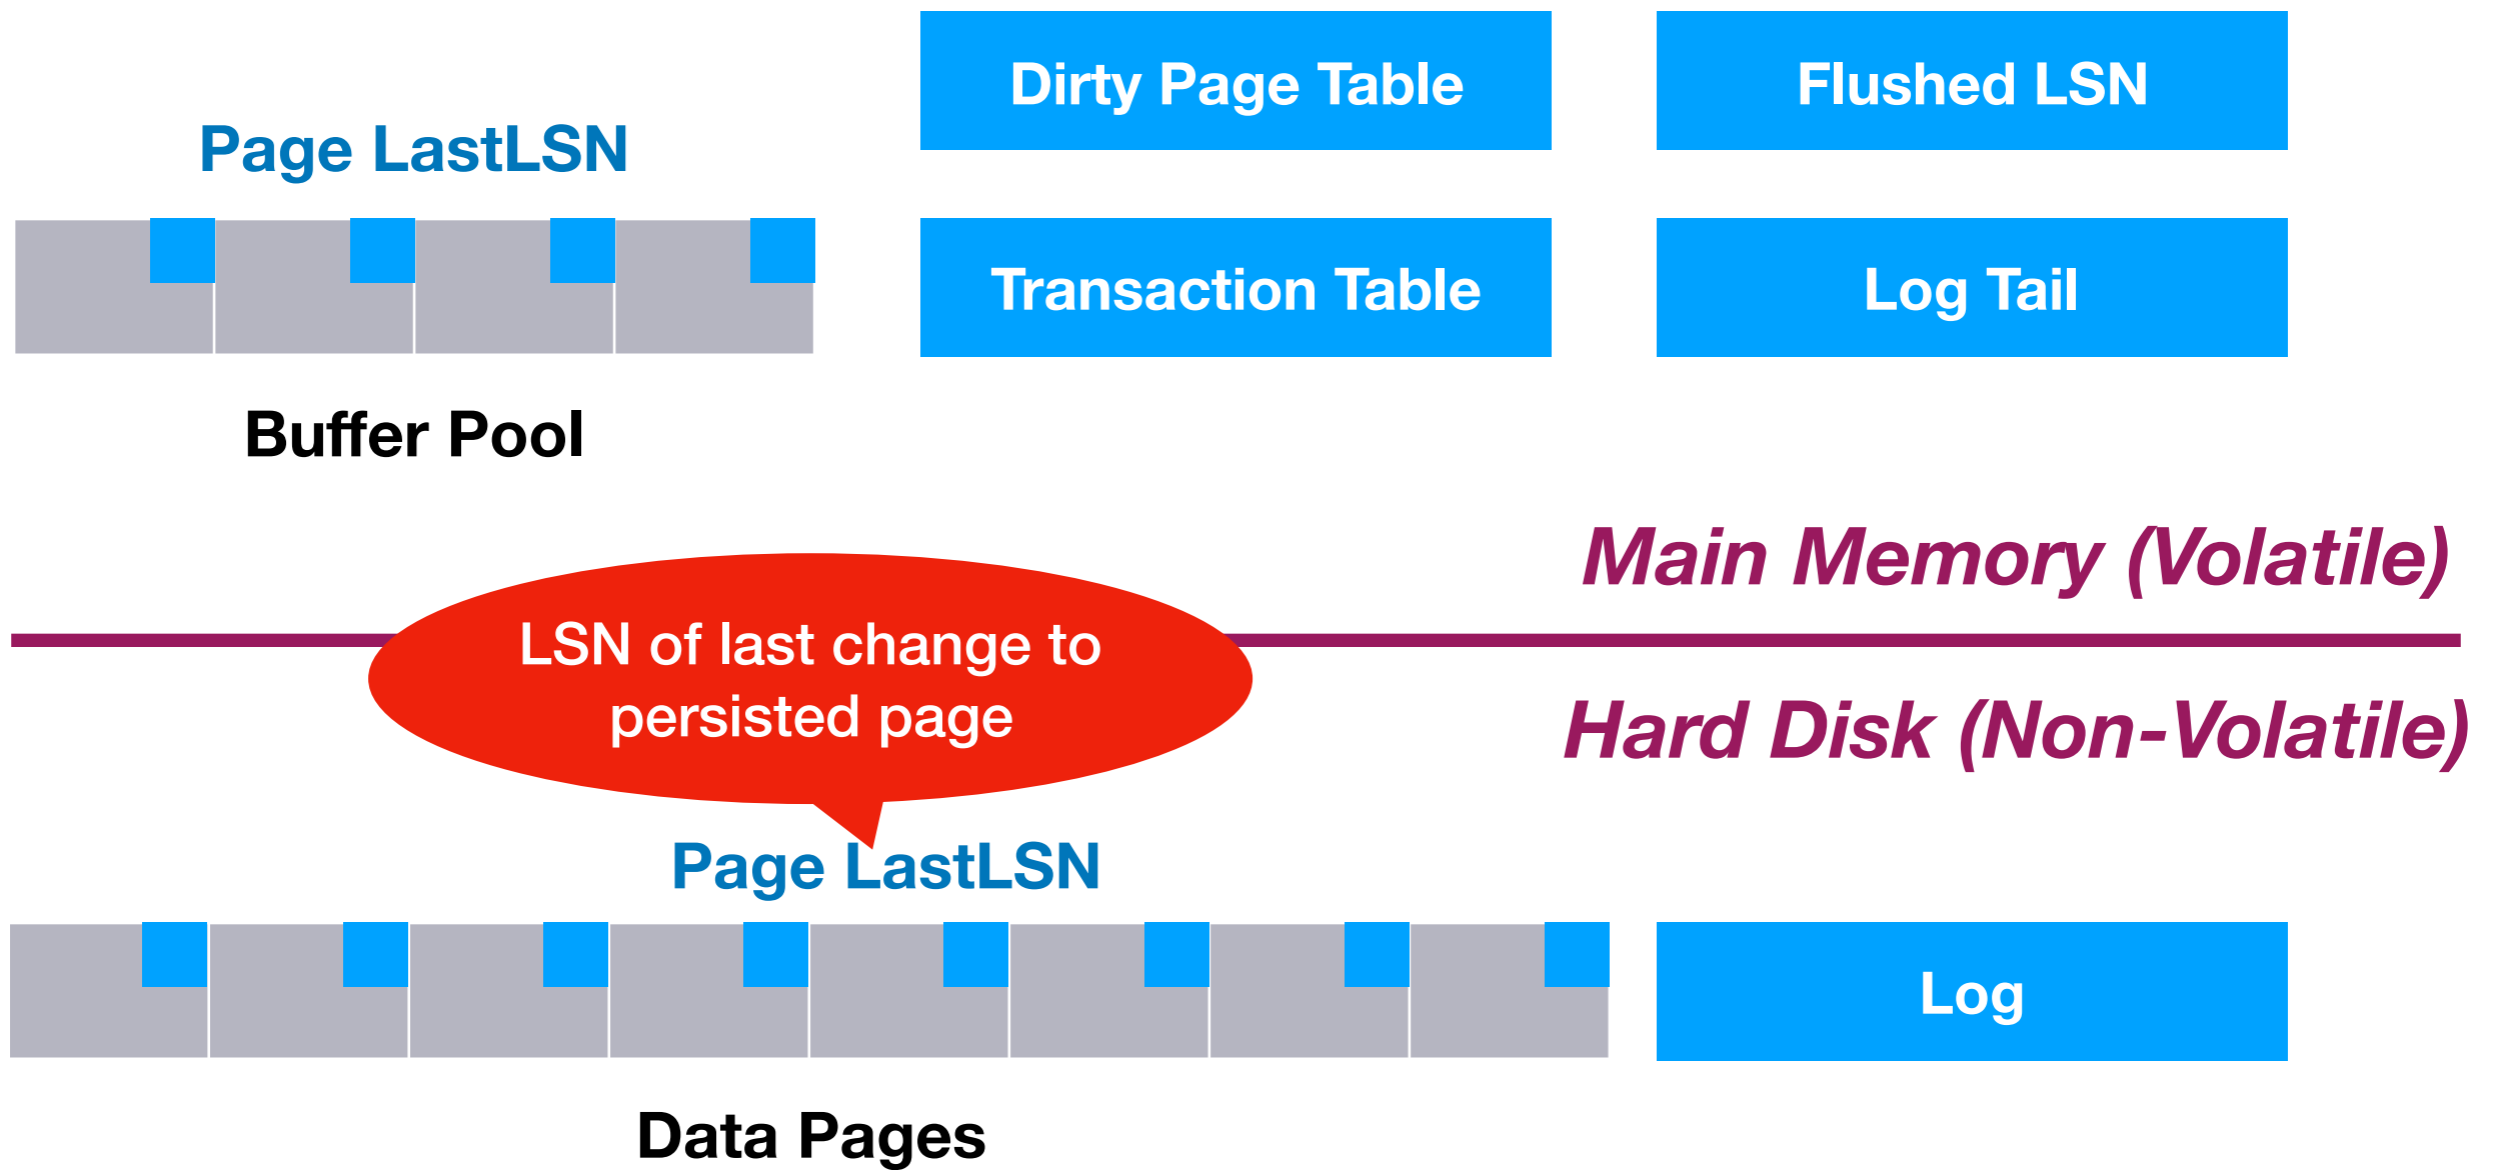 Dirty Page Table
Flushed LSN
Page LastLSN
Transaction Table
Log Tail
Buffer Pool
Main Memory (Volatile)
LSN of last change to
persisted page
Hard Disk (Non-Volatile)
Page LastLSN
Log
Data Pages